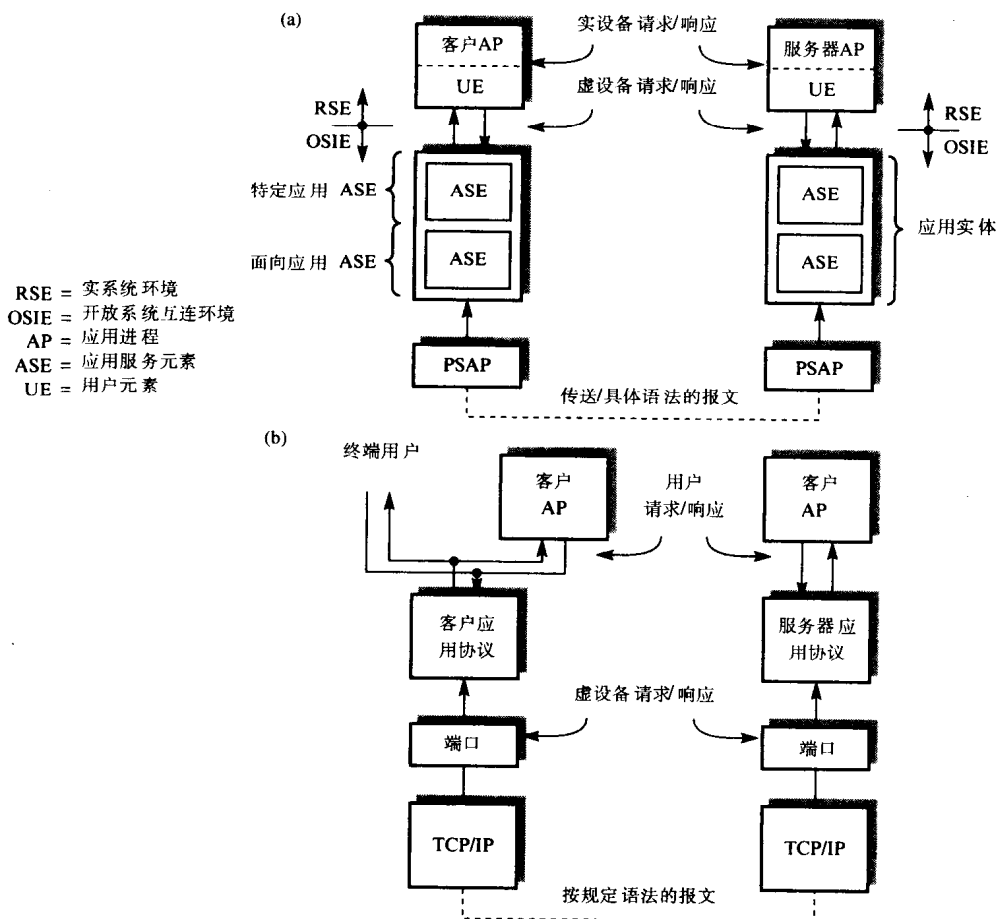 (a)
客户AP
UE
实设备请求/响应
服务器AP
UE
虚设备请求/响应
RSE
OSIE
RSE
OSIE
特定应用 ASE
ASE
ASE
应用实体
面向应用 ASE
ASE
ASE
RSE = 实系统环境
OSIE = 开放系统互连环境
AP = 应用进程
ASE = 应用服务元素
UE = 用户元素
PSAP
PSAP
传送/具体语法的报文
(b)
终端用户
客户
AP
用户
请求/响应
客户
AP
客户应
用协议
服务器应
用协议
虚设备请求/响应
端口
端口
TCP/IP
TCP/IP
按规定语法的报文